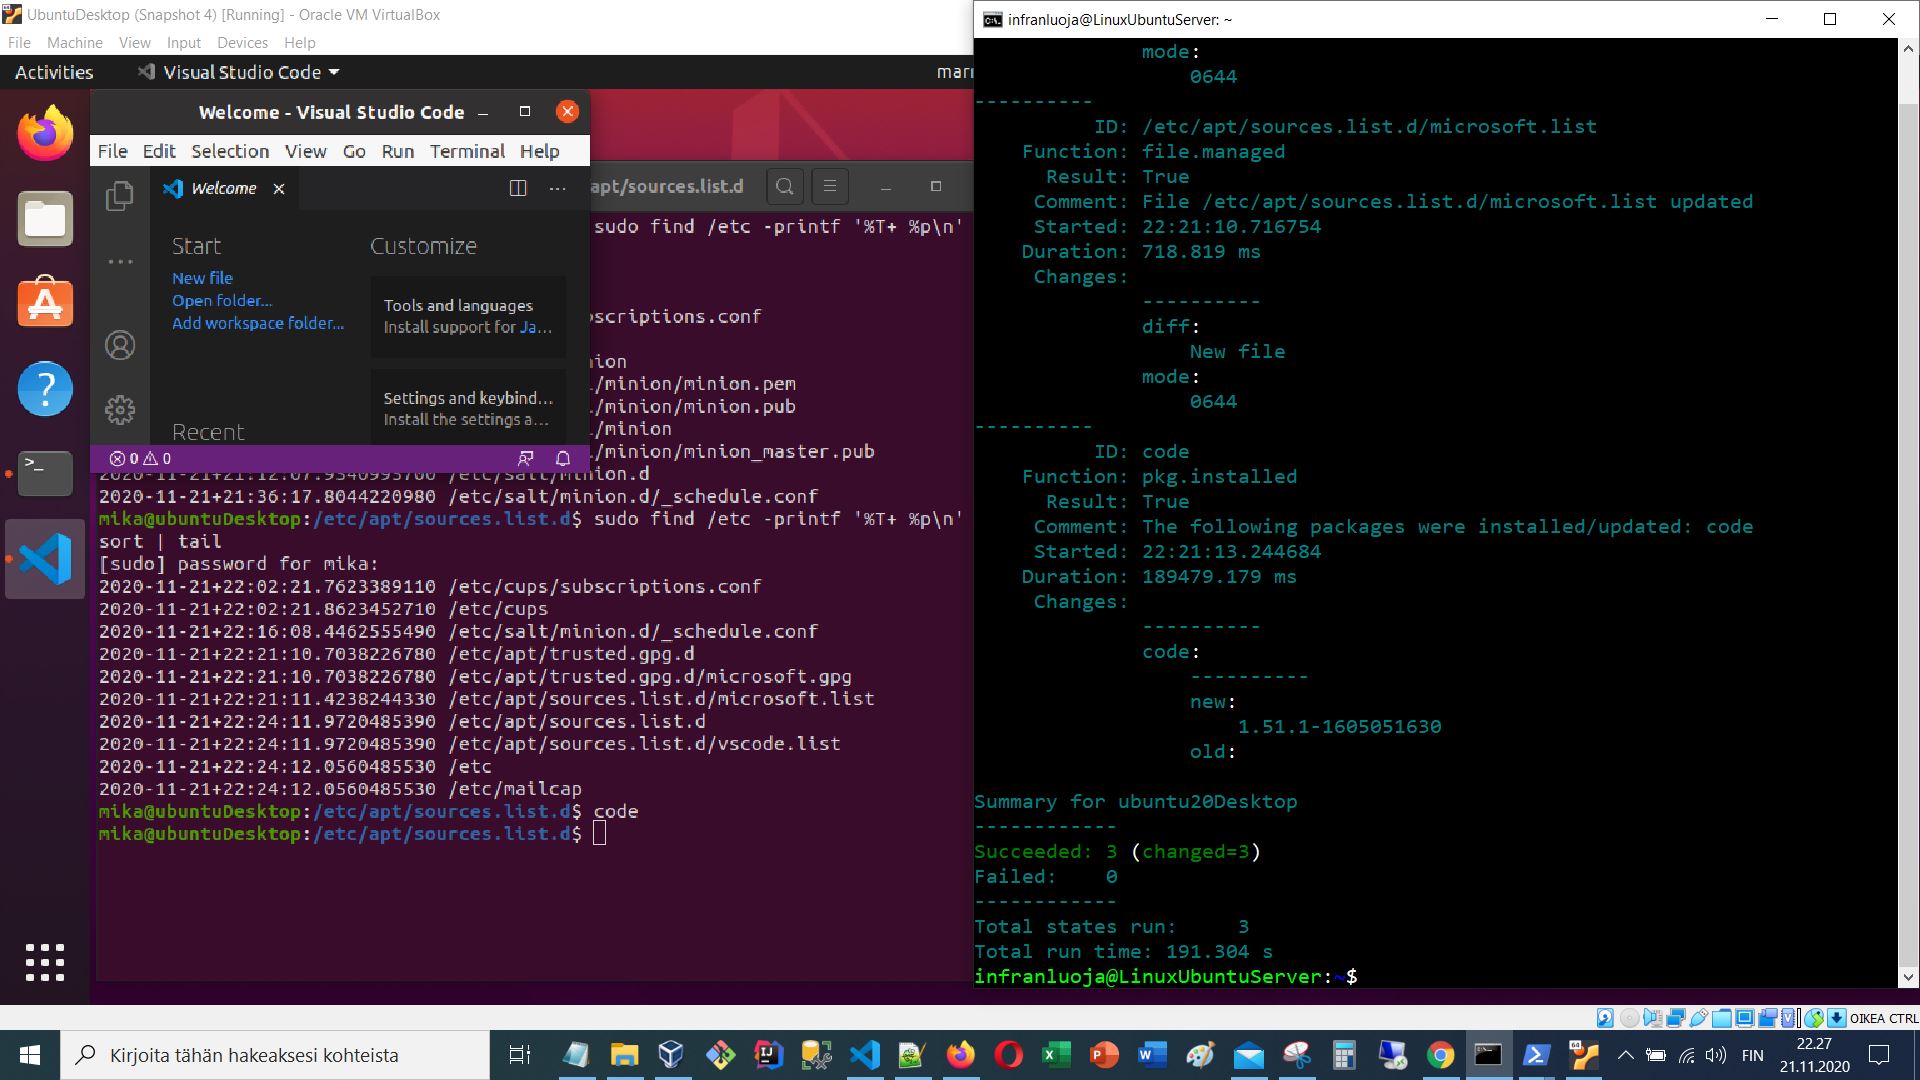 UbuntuDesktop (Snapshot 4) [Running] - Oracle VM VirtualBox
File Machine View Input Devices Help
Activities Visual Studio Code
Welcome - Visual Studio Code
File Edit Selection View Go Run Terminal Help
Welcome
Start
New file
Open folder...
Add workspace folder...
Recent
Customize
Tools and languages
Install support for Ja...
Settings and keybind...
Install the settings a...
0 0
apt/sources.list.d
sudo find /etc -printf '%T+ %p\n'
scriptions.conf
nion
/minion/minion.pem
/minion/minion.pub
/minion
/minion/minion_master.pub
2020-11-21+21:12:07.9340993700 /etc/salt/minion.d
2020-11-21+21:36:17.8044220980 /etc/salt/minion.d/_schedule.conf
mika@ubuntuDesktop:/etc/apt/sources.list.d$ sudo find /etc -printf '%T+ %p\n'
sort | tail
[sudo] password for mika:
2020-11-21+22:02:21.7623389110 /etc/cups/subscriptions.conf
2020-11-21+22:02:21.8623452710 /etc/cups
2020-11-21+22:16:08.4462555490 /etc/salt/minion.d/_schedule.conf
2020-11-21+22:21:10.7038226780 /etc/apt/trusted.gpg.d
2020-11-21+22:21:10.7038226780 /etc/apt/trusted.gpg.d/microsoft.gpg
2020-11-21+22:21:11.4238244330 /etc/apt/sources.list.d/microsoft.list
2020-11-21+22:24:11.9720485390 /etc/apt/sources.list.d
2020-11-21+22:24:11.9720485390 /etc/apt/sources.list.d/vscode.list
2020-11-21+22:24:12.0560485530 /etc
2020-11-21+22:24:12.0560485530 /etc/mailcap
mika@ubuntuDesktop:/etc/apt/sources.list.d$ code
mika@ubuntuDesktop:/etc/apt/sources.list.d$
infranluoja@LinuxUbuntuServer: ~
mode:
0644
----------
ID: /etc/apt/sources.list.d/microsoft.list
Function: file.managed
Result: True
Comment: File /etc/apt/sources.list.d/microsoft.list updated
Started: 22:21:10.716754
Duration: 718.819 ms
Changes:
----------
diff:
New file
mode:
0644
----------
ID: code
Function: pkg.installed
Result: True
Comment: The following packages were installed/updated: code
Started: 22:21:13.244684
Duration: 189479.179 ms
Changes:
----------
code:
----------
new:
1.51.1-1605051630
old:
Summary for ubuntu20Desktop
------------
Succeeded: 3 (changed=3)
Failed: 0
------------
Total states run: 3
Total run time: 191.304 s
infranluoja@LinuxUbuntuServer:~$
OIKEA CTRL
Kirjoita tähän hakeaksesi kohteista
FIN
22.27
21.11.2020